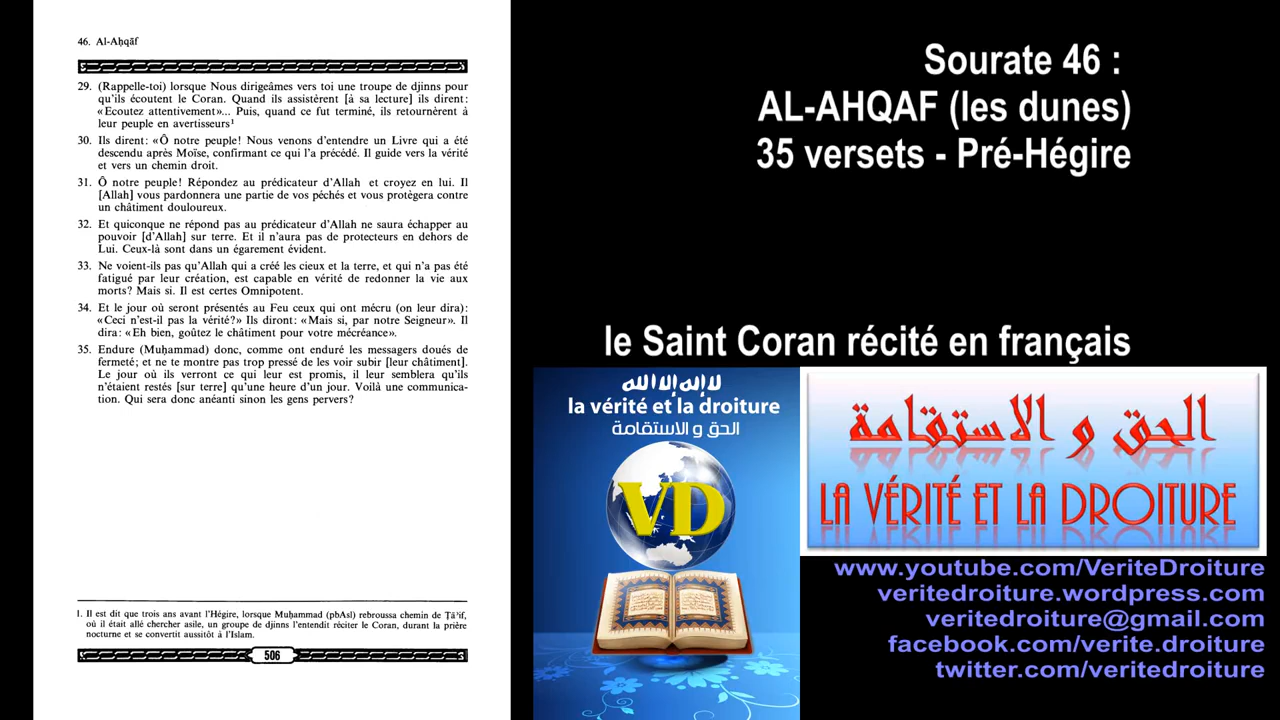 46. Al-Aḥqāf
29. (Rappelle-toi) lorsque Nous dirigeâmes vers toi une troupe de djinns pour
qu'ils écoutent le Coran. Quand ils assistèrent [à sa lecture] ils dirent:
«Ecoutez attentivement»... Puis, quand ce fut terminé, ils retournèrent à
leur peuple en avertisseurs¹
30. Ils dirent: «Ô notre peuple! Nous venons d'entendre un Livre qui a été
descendu après Moïse, confirmant ce qui l'a précédé. Il guide vers la vérité
et vers un chemin droit.
31. Ô notre peuple! Répondez au prédicateur d'Allah et croyez en lui. Il
[Allah] vous pardonnera une partie de vos péchés et vous protègera contre
un châtiment douloureux.
32. Et quiconque ne répond pas au prédicateur d'Allah ne saura échapper au
pouvoir [d'Allah] sur terre. Et il n'aura pas de protecteurs en dehors de
Lui. Ceux-là sont dans un égarement évident.
33. Ne voient-ils pas qu'Allah qui a créé les cieux et la terre, et qui n'a pas été
fatigué par leur création, est capable en vérité de redonner la vie aux
morts? Mais si. Il est certes Omnipotent.
34. Et le jour où seront présentés au Feu ceux qui ont mécru (on leur dira):
«Ceci n'est-il pas la vérité?» Ils diront: «Mais si, par notre Seigneur». Il
dira: «Eh bien, goûtez le châtiment pour votre mécréance».
35. Endure (Muḥammad) donc, comme ont enduré les messagers doués de
fermeté; et ne te montre pas trop pressé de les voir subir [leur châtiment].
Le jour où ils verront ce qui leur est promis, il leur semblera qu'ils
n'étaient restés [sur terre] qu'une heure d'un jour. Voilà une communica-
tion. Qui sera donc anéanti sinon les gens pervers?
1. Il est dit que trois ans avant l'Hégire, lorsque Muḥammad (pbAsl) rebroussa chemin de Ṭā'if,
où il était allé chercher asile, un groupe de djinns l'entendit réciter le Coran, durant la prière
nocturne et se convertit aussitôt à l'Islam.
506
Sourate 46 :
AL-AHQAF (les dunes)
35 versets - Pré-Hégire
le Saint Coran récité en français
لا إله إلا الله
la vérité et la droiture
الحق و الاستقامة
VD
الحق و الاستقامة
LA VÉRITÉ ET LA DROITURE
www.youtube.com/VeriteDroiture
veritedroiture.wordpress.com
veritedroiture@gmail.com
facebook.com/verite.droiture
twitter.com/veritedroiture